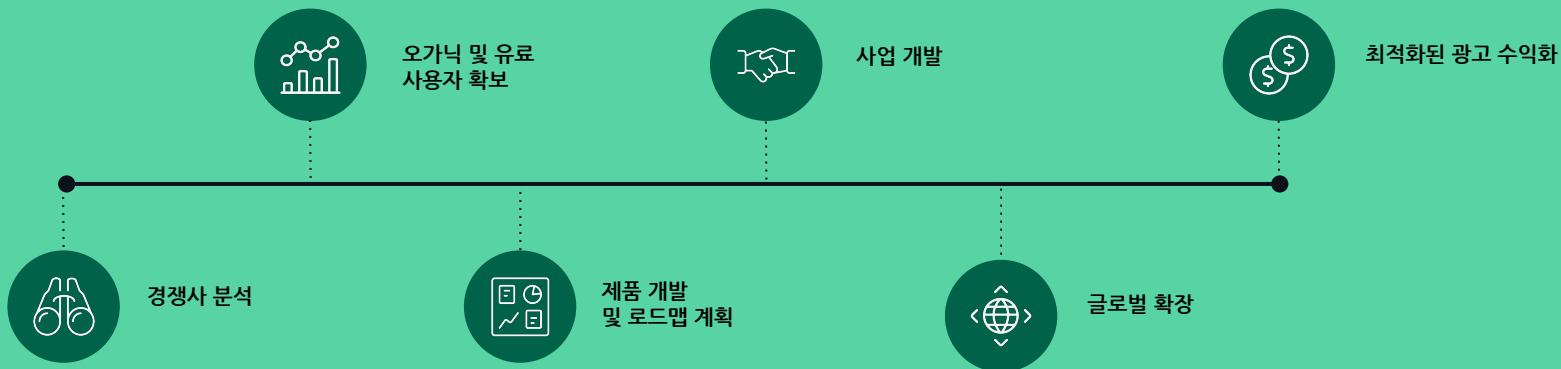 오가닉 및 유료
사용자 확보
사업 개발
최적화된 광고 수익화
경쟁사 분석
제품 개발
및 로드맵 계획
글로벌 확장